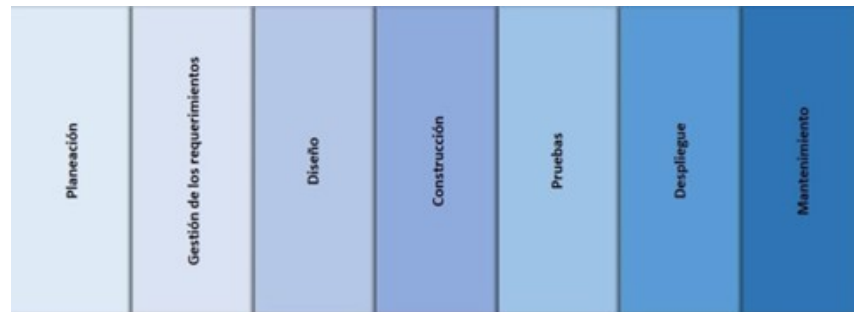 Planeación
Gestión de los requerimientos
Diseño
Construcción
Pruebas
Despliegue
Mantenimiento